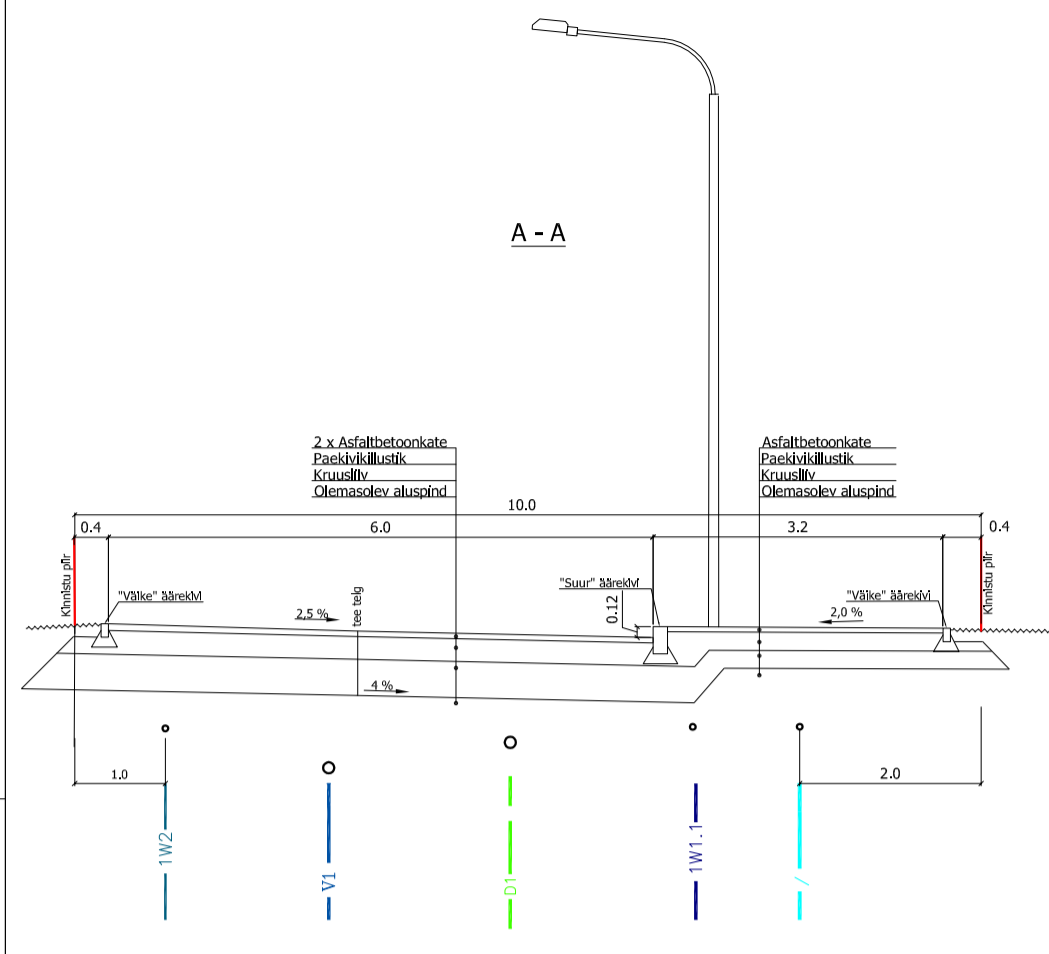 A - A
2 x Asfaltbetoonkate
Paekivikillustik
Kruusliiv
Olemasolev aluspind
Asfaltbetoonkate
Paekivikillustik
Kruusliiv
Olemasolev aluspind
10.0
0.4
6.0
3.2
0.4
Kinnistu piir
"Väike" äärekivi
2,5 %
tee telg
"Suur" äärekivi
0.12
"Väike" äärekivi
2,0 %
Kinnistu piir
4 %
1.0
2.0
1W2
V1
D1
1W1.1
/